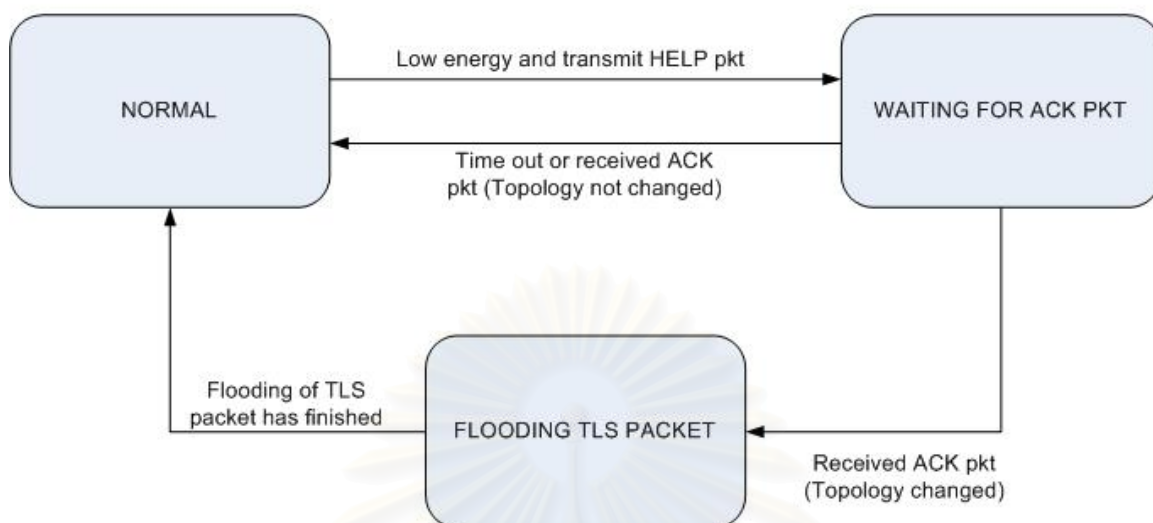 Low energy and transmit HELP pkt
NORMAL
WAITING FOR ACK PKT
Time out or received ACK
pkt (Topology not changed)
Flooding of TLS
packet has finished
FLOODING TLS PACKET
Received ACK pkt
(Topology changed)